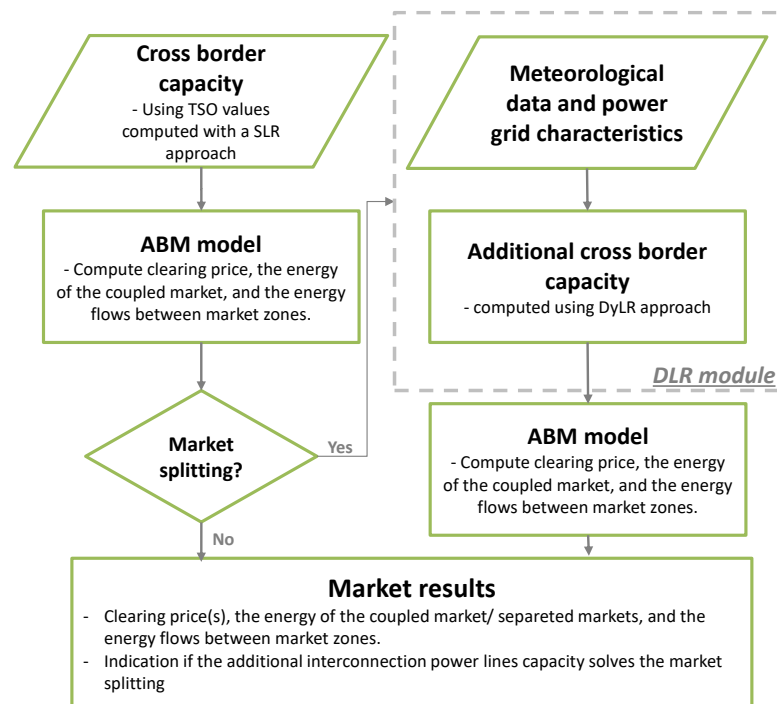 Cross border
capacity
- Using TSO values
computed with a SLR
approach
ABM model
- Compute clearing price, the energy
of the coupled market, and the energy
flows between market zones.
Market
splitting?
Yes
No
Meteorological
data and power
grid characteristics
Additional cross border
capacity
- computed using DyLR approach
DLR module
ABM model
- Compute clearing price, the energy
of the coupled market, and the energy
flows between market zones.
Market results
- Clearing price(s), the energy of the coupled market/ separeted markets, and the
energy flows between market zones.
- Indication if the additional interconnection power lines capacity solves the market
splitting